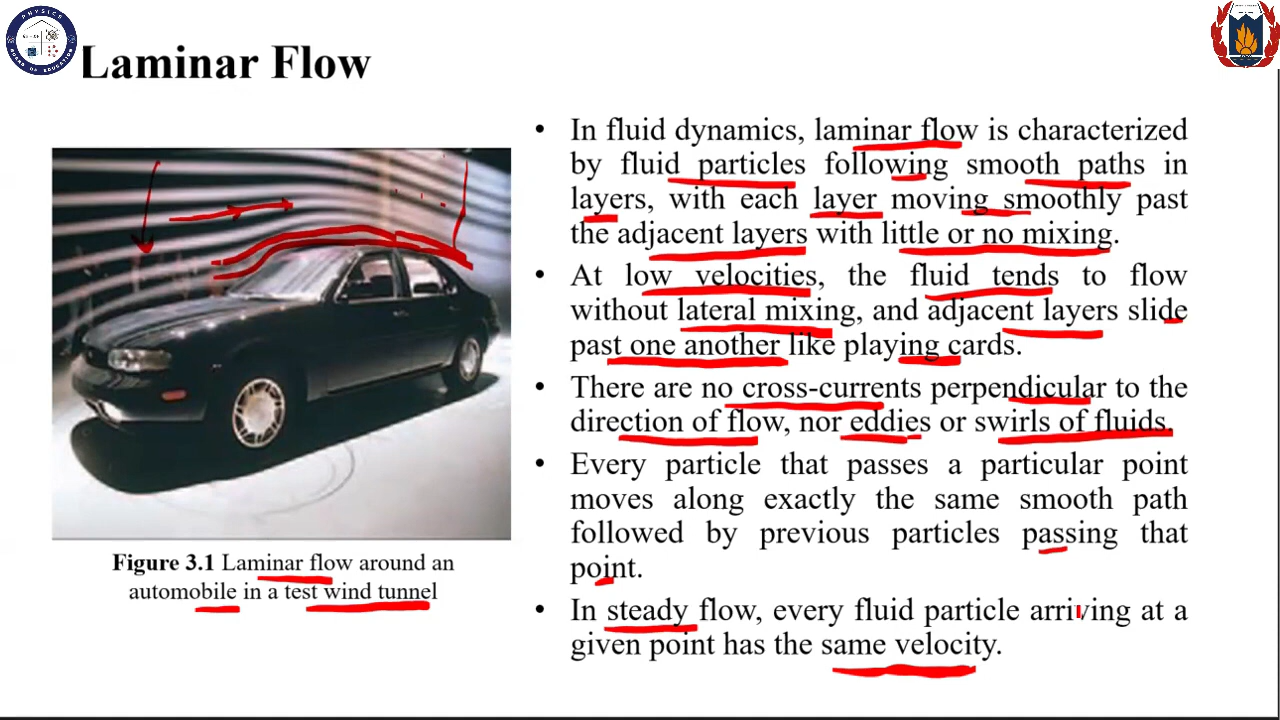 Laminar Flow
• In fluid dynamics, laminar flow is characterized
by fluid particles following smooth paths in
layers, with each layer moving smoothly past
the adjacent layers with little or no mixing.
• At low velocities, the fluid tends to flow
without lateral mixing, and adjacent layers slide
past one another like playing cards.
• There are no cross-currents perpendicular to the
direction of flow, nor eddies or swirls of fluids.
• Every particle that passes a particular point
moves along exactly the same smooth path
followed by previous particles passing that
point.
• In steady flow, every fluid particle arriving at a
given point has the same velocity.
Figure 3.1 Laminar flow around an
automobile in a test wind tunnel